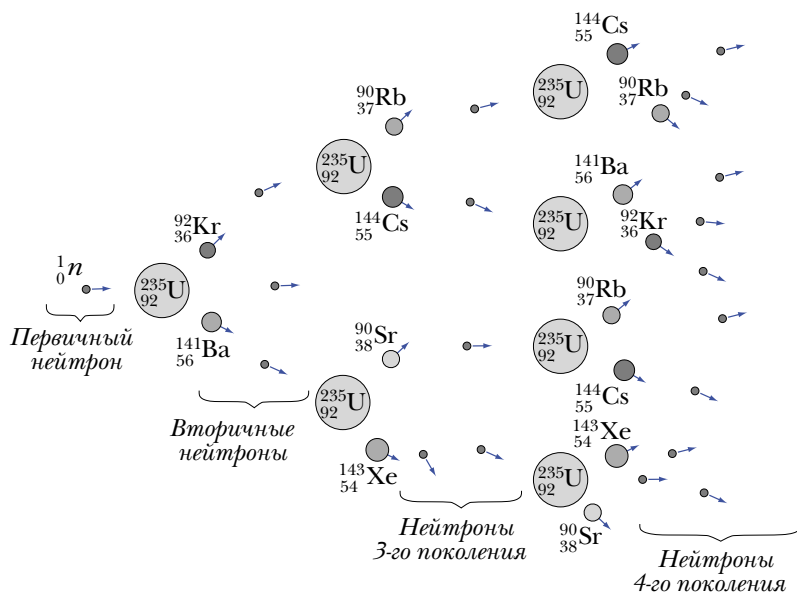 ¹₀n
Первичный
нейтрон
²³⁵₉₂U
⁹²₃₆Kr
¹⁴¹₅₆Ba
Вторичные
нейтроны
²³⁵₉₂U
⁹⁰₃₇Rb
¹⁴⁴₅₅Cs
²³⁵₉₂U
⁹⁰₃₈Sr
¹⁴³₅₄Xe
Нейтроны
3-го поколения
²³⁵₉₂U
¹⁴⁴₅₅Cs
⁹⁰₃₇Rb
²³⁵₉₂U
¹⁴¹₅₆Ba
⁹²₃₆Kr
²³⁵₉₂U
⁹⁰₃₇Rb
¹⁴⁴₅₅Cs
²³⁵₉₂U
¹⁴³₅₄Xe
⁹⁰₃₈Sr
Нейтроны
4-го поколения